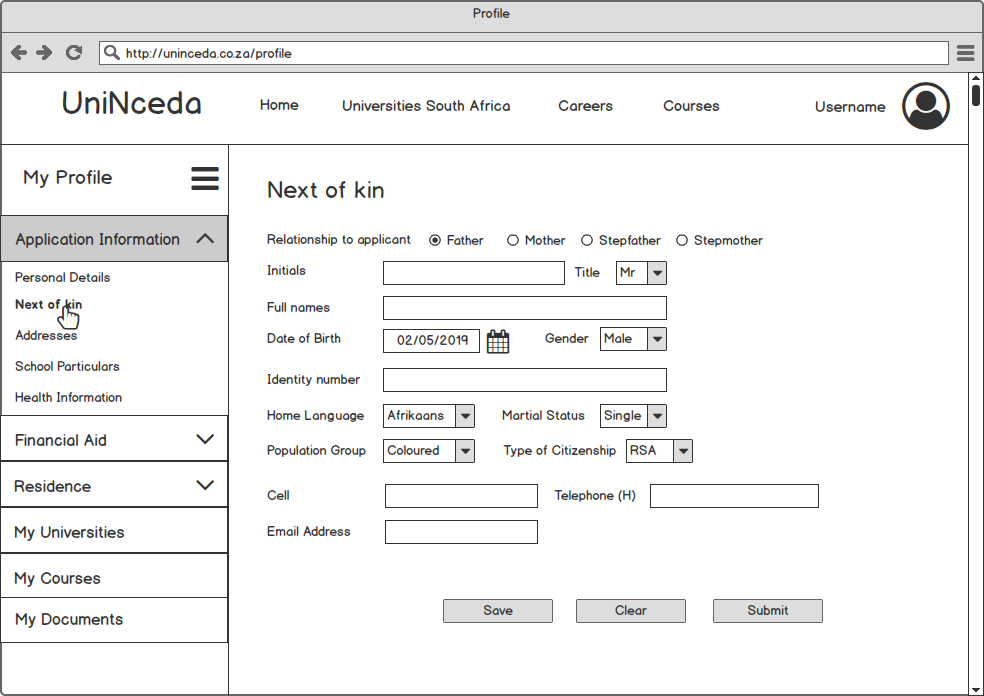 Profile
http://uninceda.co.za/profile
UniNceda Home Universities South Africa Careers Courses Username
My Profile
Application Information
Personal Details
Next of kin
Addresses
School Particulars
Health Information
Financial Aid
Residence
My Universities
My Courses
My Documents
Next of kin
Relationship to applicant Father Mother Stepfather Stepmother
Initials Title Mr
Full names
Date of Birth 02/05/2019 Gender Male
Identity number
Home Language Afrikaans Martial Status Single
Population Group Coloured Type of Citizenship RSA
Cell Telephone (H)
Email Address
Save Clear Submit